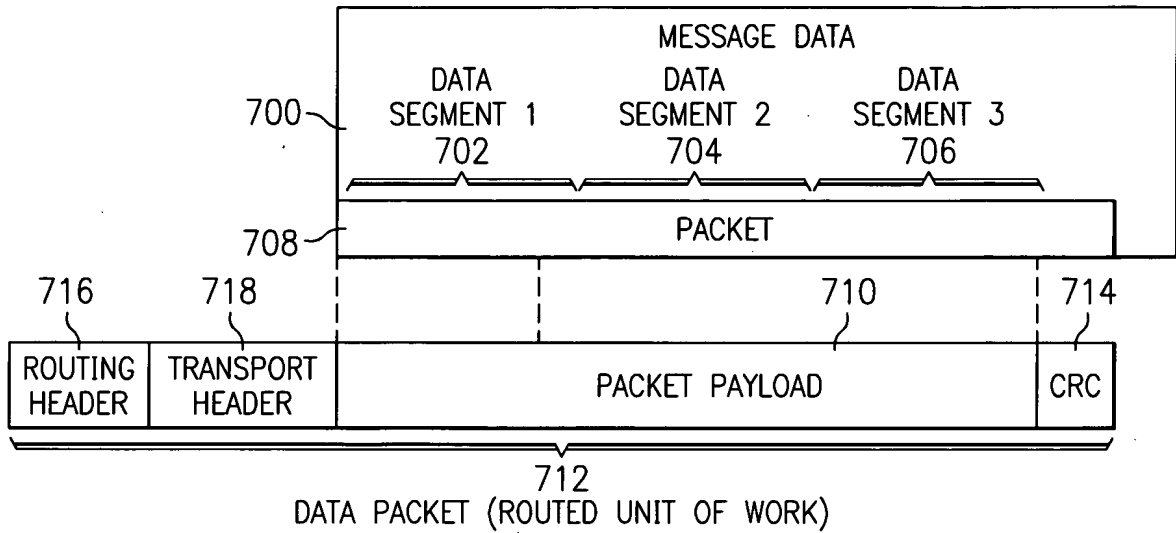 MESSAGE DATA
DATA SEGMENT 1
702
DATA SEGMENT 2
704
DATA SEGMENT 3
706
700
708
PACKET
716
718
710
714
ROUTING HEADER
TRANSPORT HEADER
PACKET PAYLOAD
CRC
712
DATA PACKET (ROUTED UNIT OF WORK)